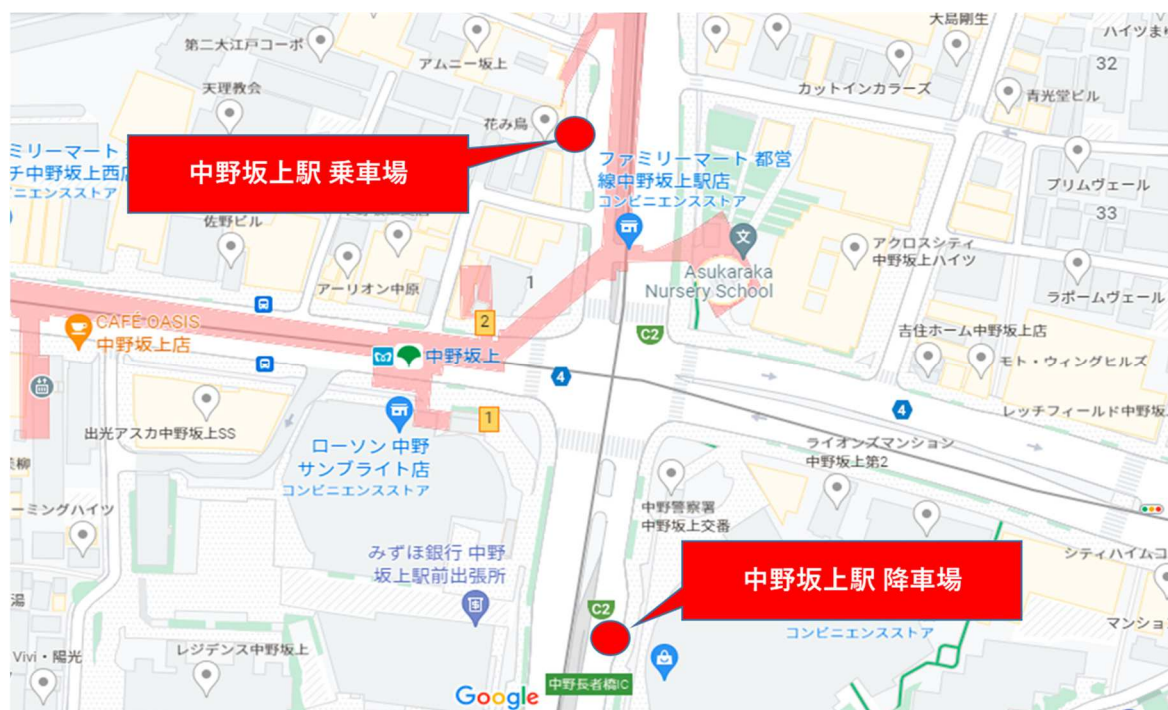 大島剛生
ハイツま
第二大江戸コーポ
アムニー坂上
32
カットインカラーズ
天理教会
青光堂ビル
花み鳥
ミリーマート
チ中野坂上西店
ニエンスストア
中野坂上駅 乗車場
ファミリーマート 都営
線中野坂上駅店
コンビニエンスストア
プリムヴェール
33
佐野ビル
文
アクロスシティ
中野坂上ハイツ
Asukaraka
Nursery School
アーリオン中原
1
ラポームヴェール
CAFÉ OASIS
中野坂上店
2
C2
吉住ホーム中野坂上店
中野坂上
モト・ウィングヒルズ
4
4
1
レッチフィールド中野坂
出光アスカ中野坂上SS
ローソン 中野
サンブライト店
コンビニエンスストア
ライオンズマンション
中野坂上第2
ーミングハイツ
中野警察署
中野坂上交番
みずほ銀行 中野
坂上駅前出張所
シティハイムコ
中野坂上駅 降車場
C2
湯
コンビニエンスストア
マンショ
Vivi・陽光
レジデンス中野坂上
Google
中野長者橋IC